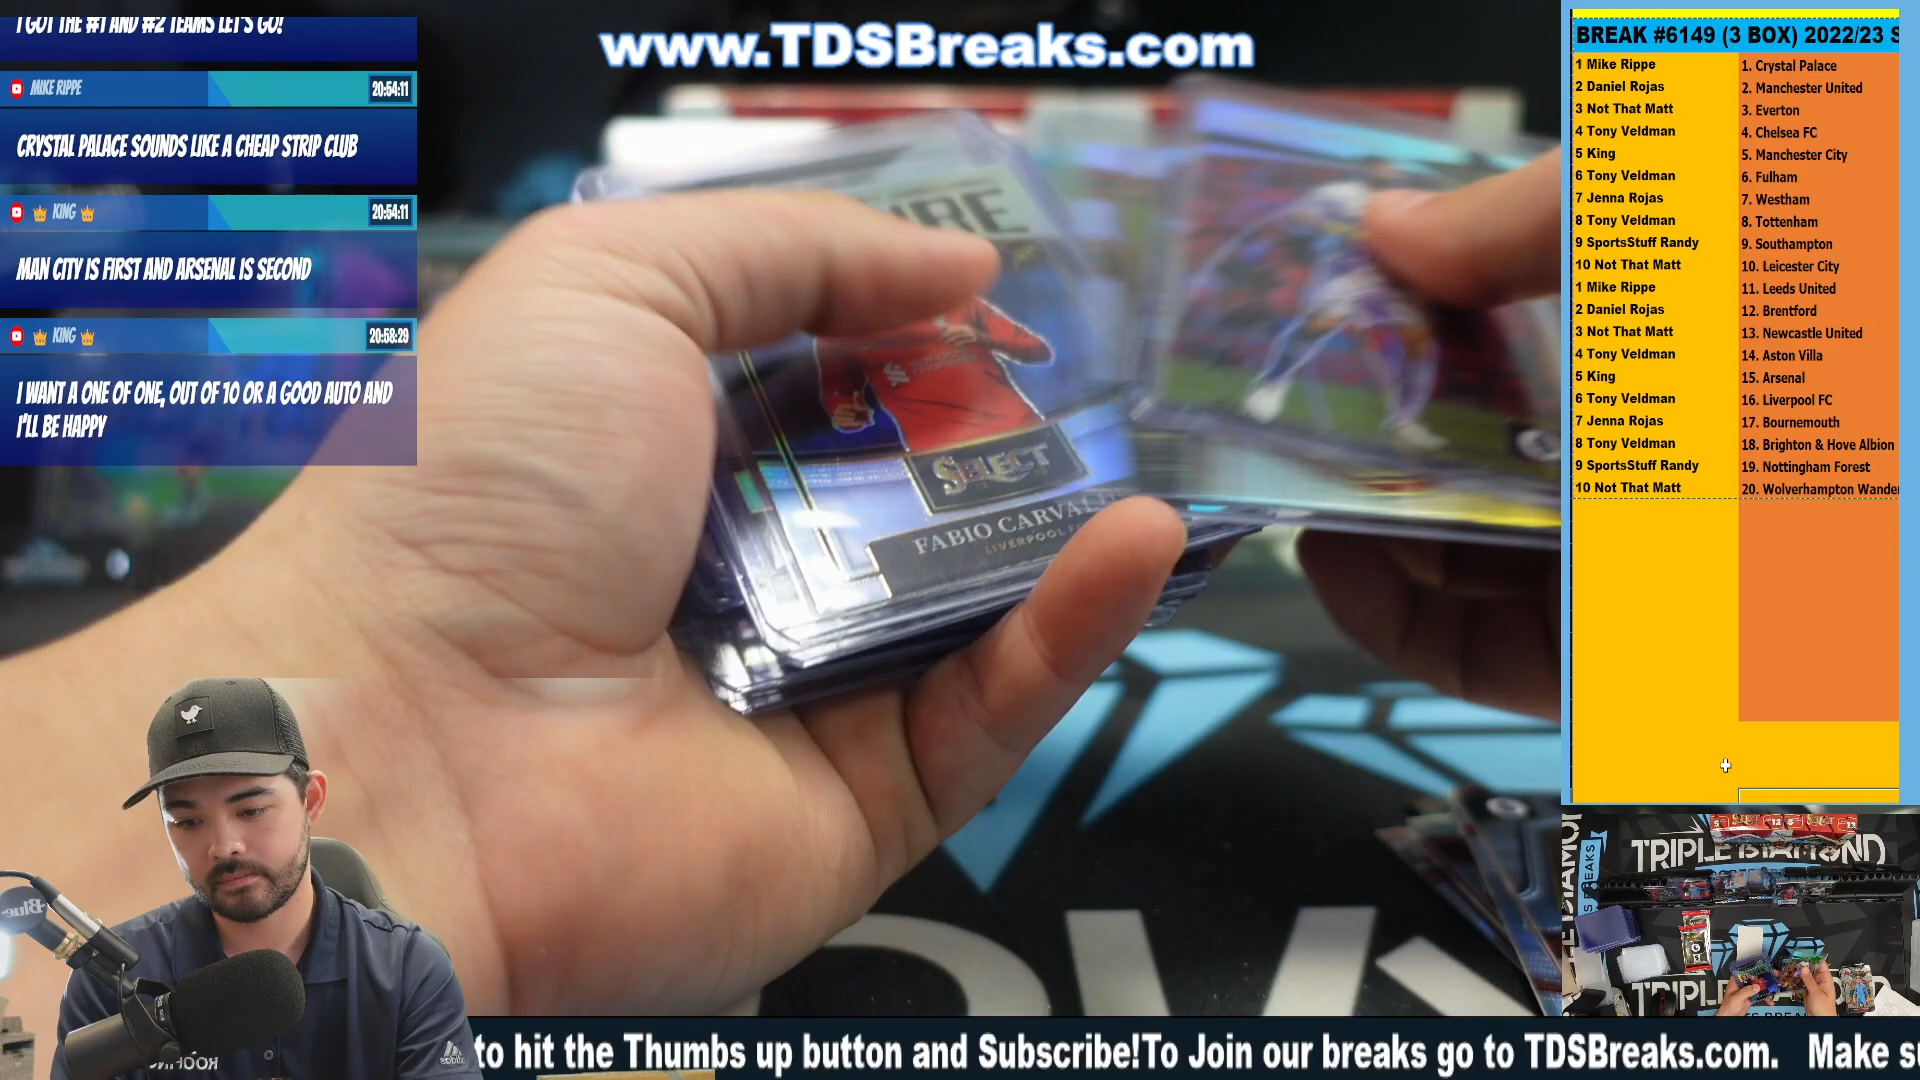 I GOT THE #1 AND #2 TEAMS LET'S GO!
MIKE RIPPE
20:54:11
CRYSTAL PALACE SOUNDS LIKE A CHEAP STRIP CLUB
KING
20:54:11
MAN CITY IS FIRST AND ARSENAL IS SECOND
KING
20:58:29
I WANT A ONE OF ONE, OUT OF 10 OR A GOOD AUTO AND
I'LL BE HAPPY
www.TDSBreaks.com
SELECT
FABIO CARVAL
LIVERPOOL F
BREAK #6149 (3 BOX) 2022/23 S
1 Mike Rippe 1. Crystal Palace
2 Daniel Rojas 2. Manchester United
3 Not That Matt 3. Everton
4 Tony Veldman 4. Chelsea FC
5 King 5. Manchester City
6 Tony Veldman 6. Fulham
7 Jenna Rojas 7. Westham
8 Tony Veldman 8. Tottenham
9 SportsStuff Randy 9. Southampton
10 Not That Matt 10. Leicester City
1 Mike Rippe 11. Leeds United
2 Daniel Rojas 12. Brentford
3 Not That Matt 13. Newcastle United
4 Tony Veldman 14. Aston Villa
5 King 15. Arsenal
6 Tony Veldman 16. Liverpool FC
7 Jenna Rojas 17. Bournemouth
8 Tony Veldman 18. Brighton & Hove Albion
9 SportsStuff Randy 19. Nottingham Forest
10 Not That Matt 20. Wolverhampton Wande
TRIPLE DIAMOND
BREAKS
TRIPLE
Blue
adidas
to hit the Thumbs up button and Subscribe!To Join our breaks go to TDSBreaks.com. Make su